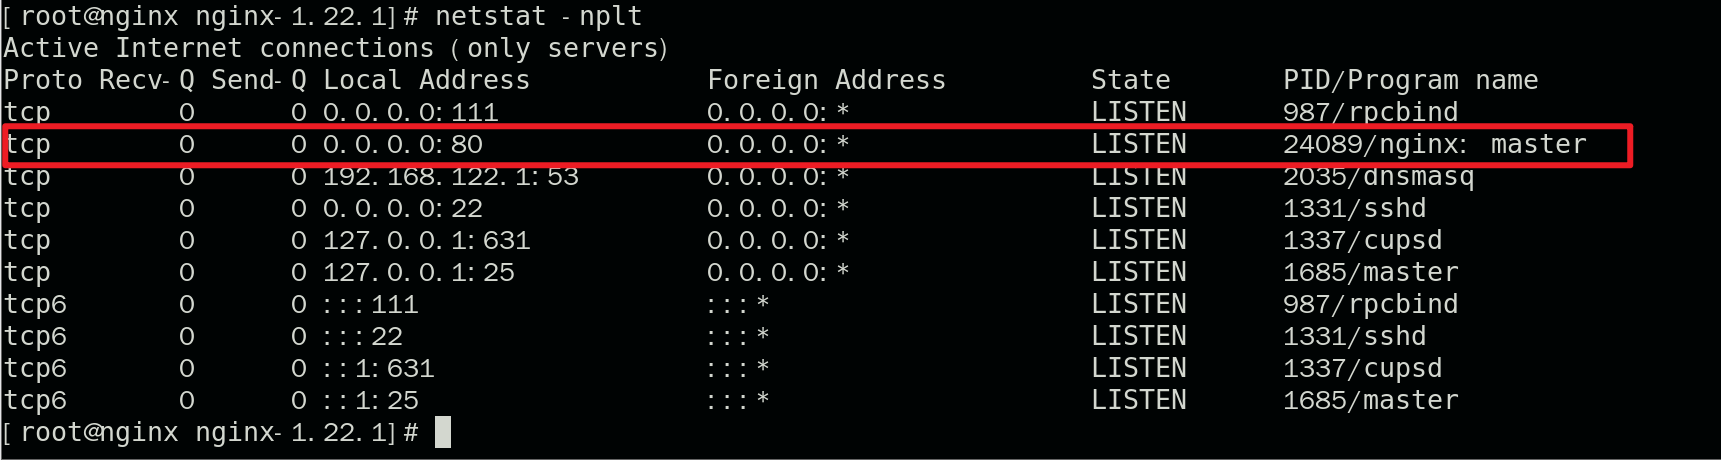 [root@nginx nginx-1.22.1]# netstat -nplt
Active Internet connections (only servers)
Proto Recv-Q Send-Q Local Address           Foreign Address         State       PID/Program name
tcp        0      0 0.0.0.0:111             0.0.0.0:*               LISTEN      987/rpcbind
tcp        0      0 0.0.0.0:80              0.0.0.0:*               LISTEN      24089/nginx: master
tcp        0      0 192.168.122.1:53        0.0.0.0:*               LISTEN      2035/dnsmasq
tcp        0      0 0.0.0.0:22              0.0.0.0:*               LISTEN      1331/sshd
tcp        0      0 127.0.0.1:631           0.0.0.0:*               LISTEN      1337/cupsd
tcp        0      0 127.0.0.1:25            0.0.0.0:*               LISTEN      1685/master
tcp6       0      0 :::111                  :::*                    LISTEN      987/rpcbind
tcp6       0      0 :::22                   :::*                    LISTEN      1331/sshd
tcp6       0      0 ::1:631                 :::*                    LISTEN      1337/cupsd
tcp6       0      0 ::1:25                  :::*                    LISTEN      1685/master
[root@nginx nginx-1.22.1]#